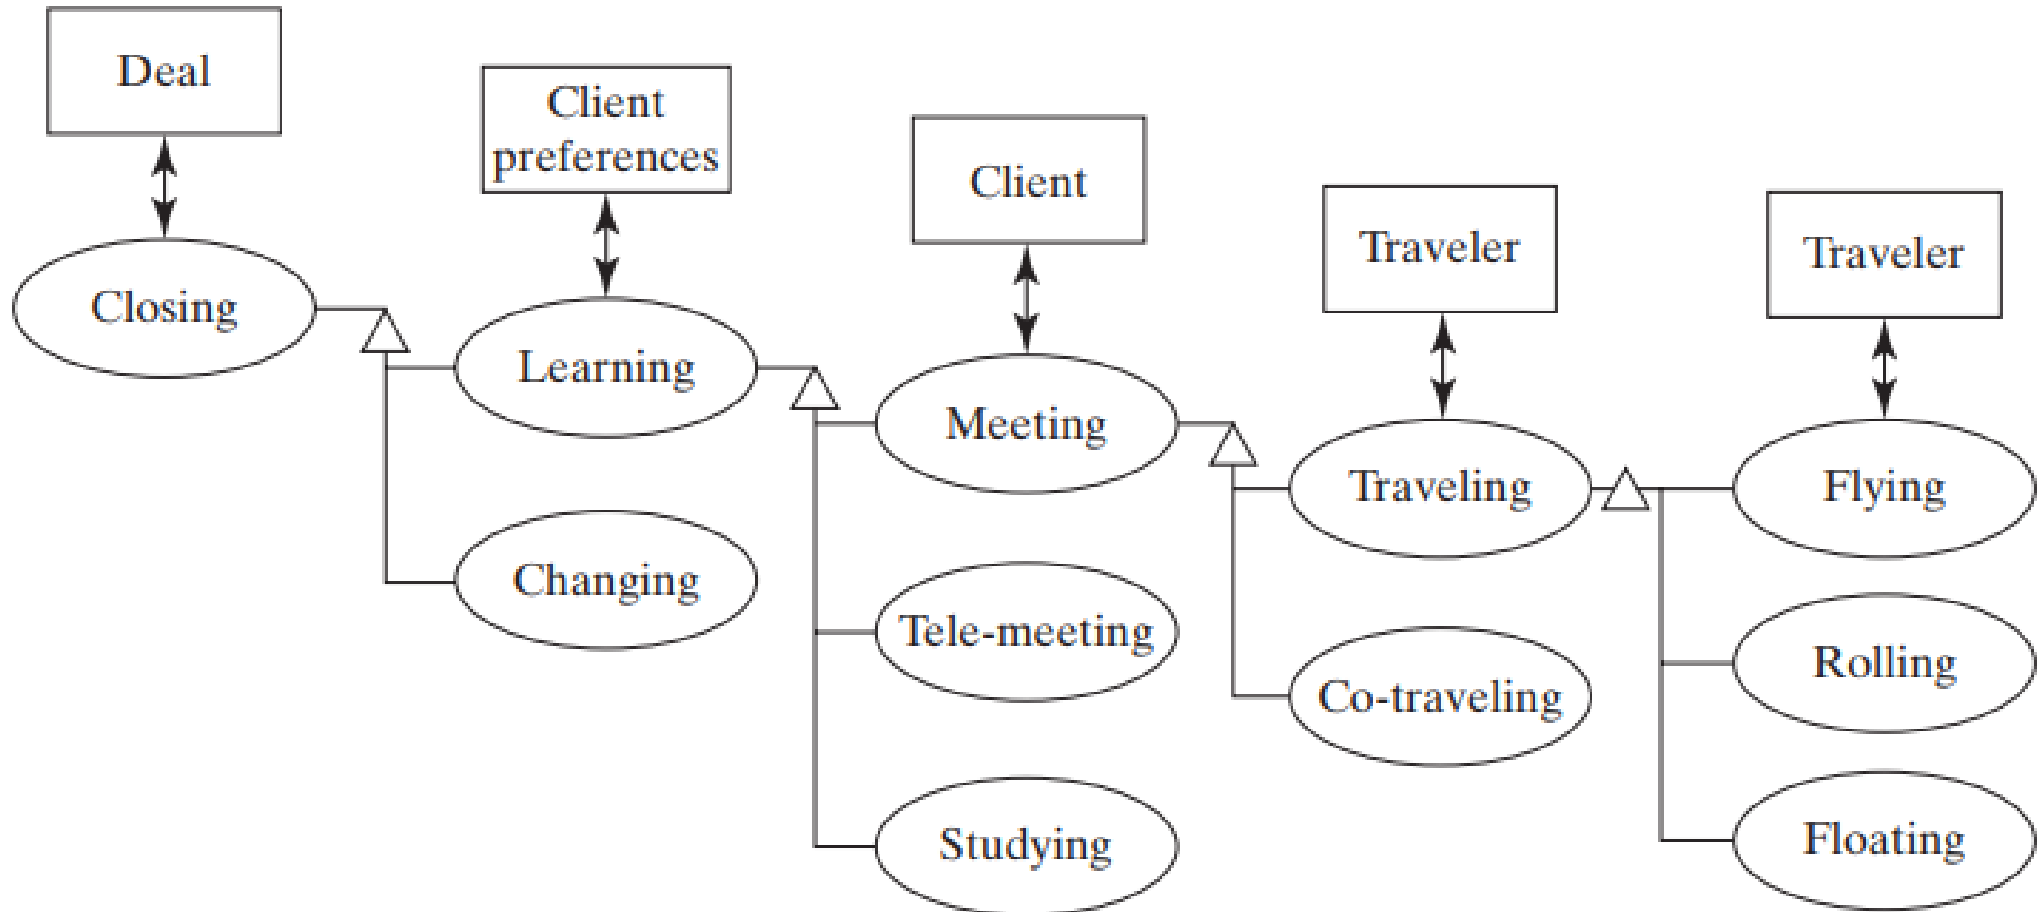 Deal
Closing
Client
preferences
Learning
Changing
Client
Meeting
Tele-meeting
Studying
Traveler
Traveling
Co-traveling
Traveler
Flying
Rolling
Floating